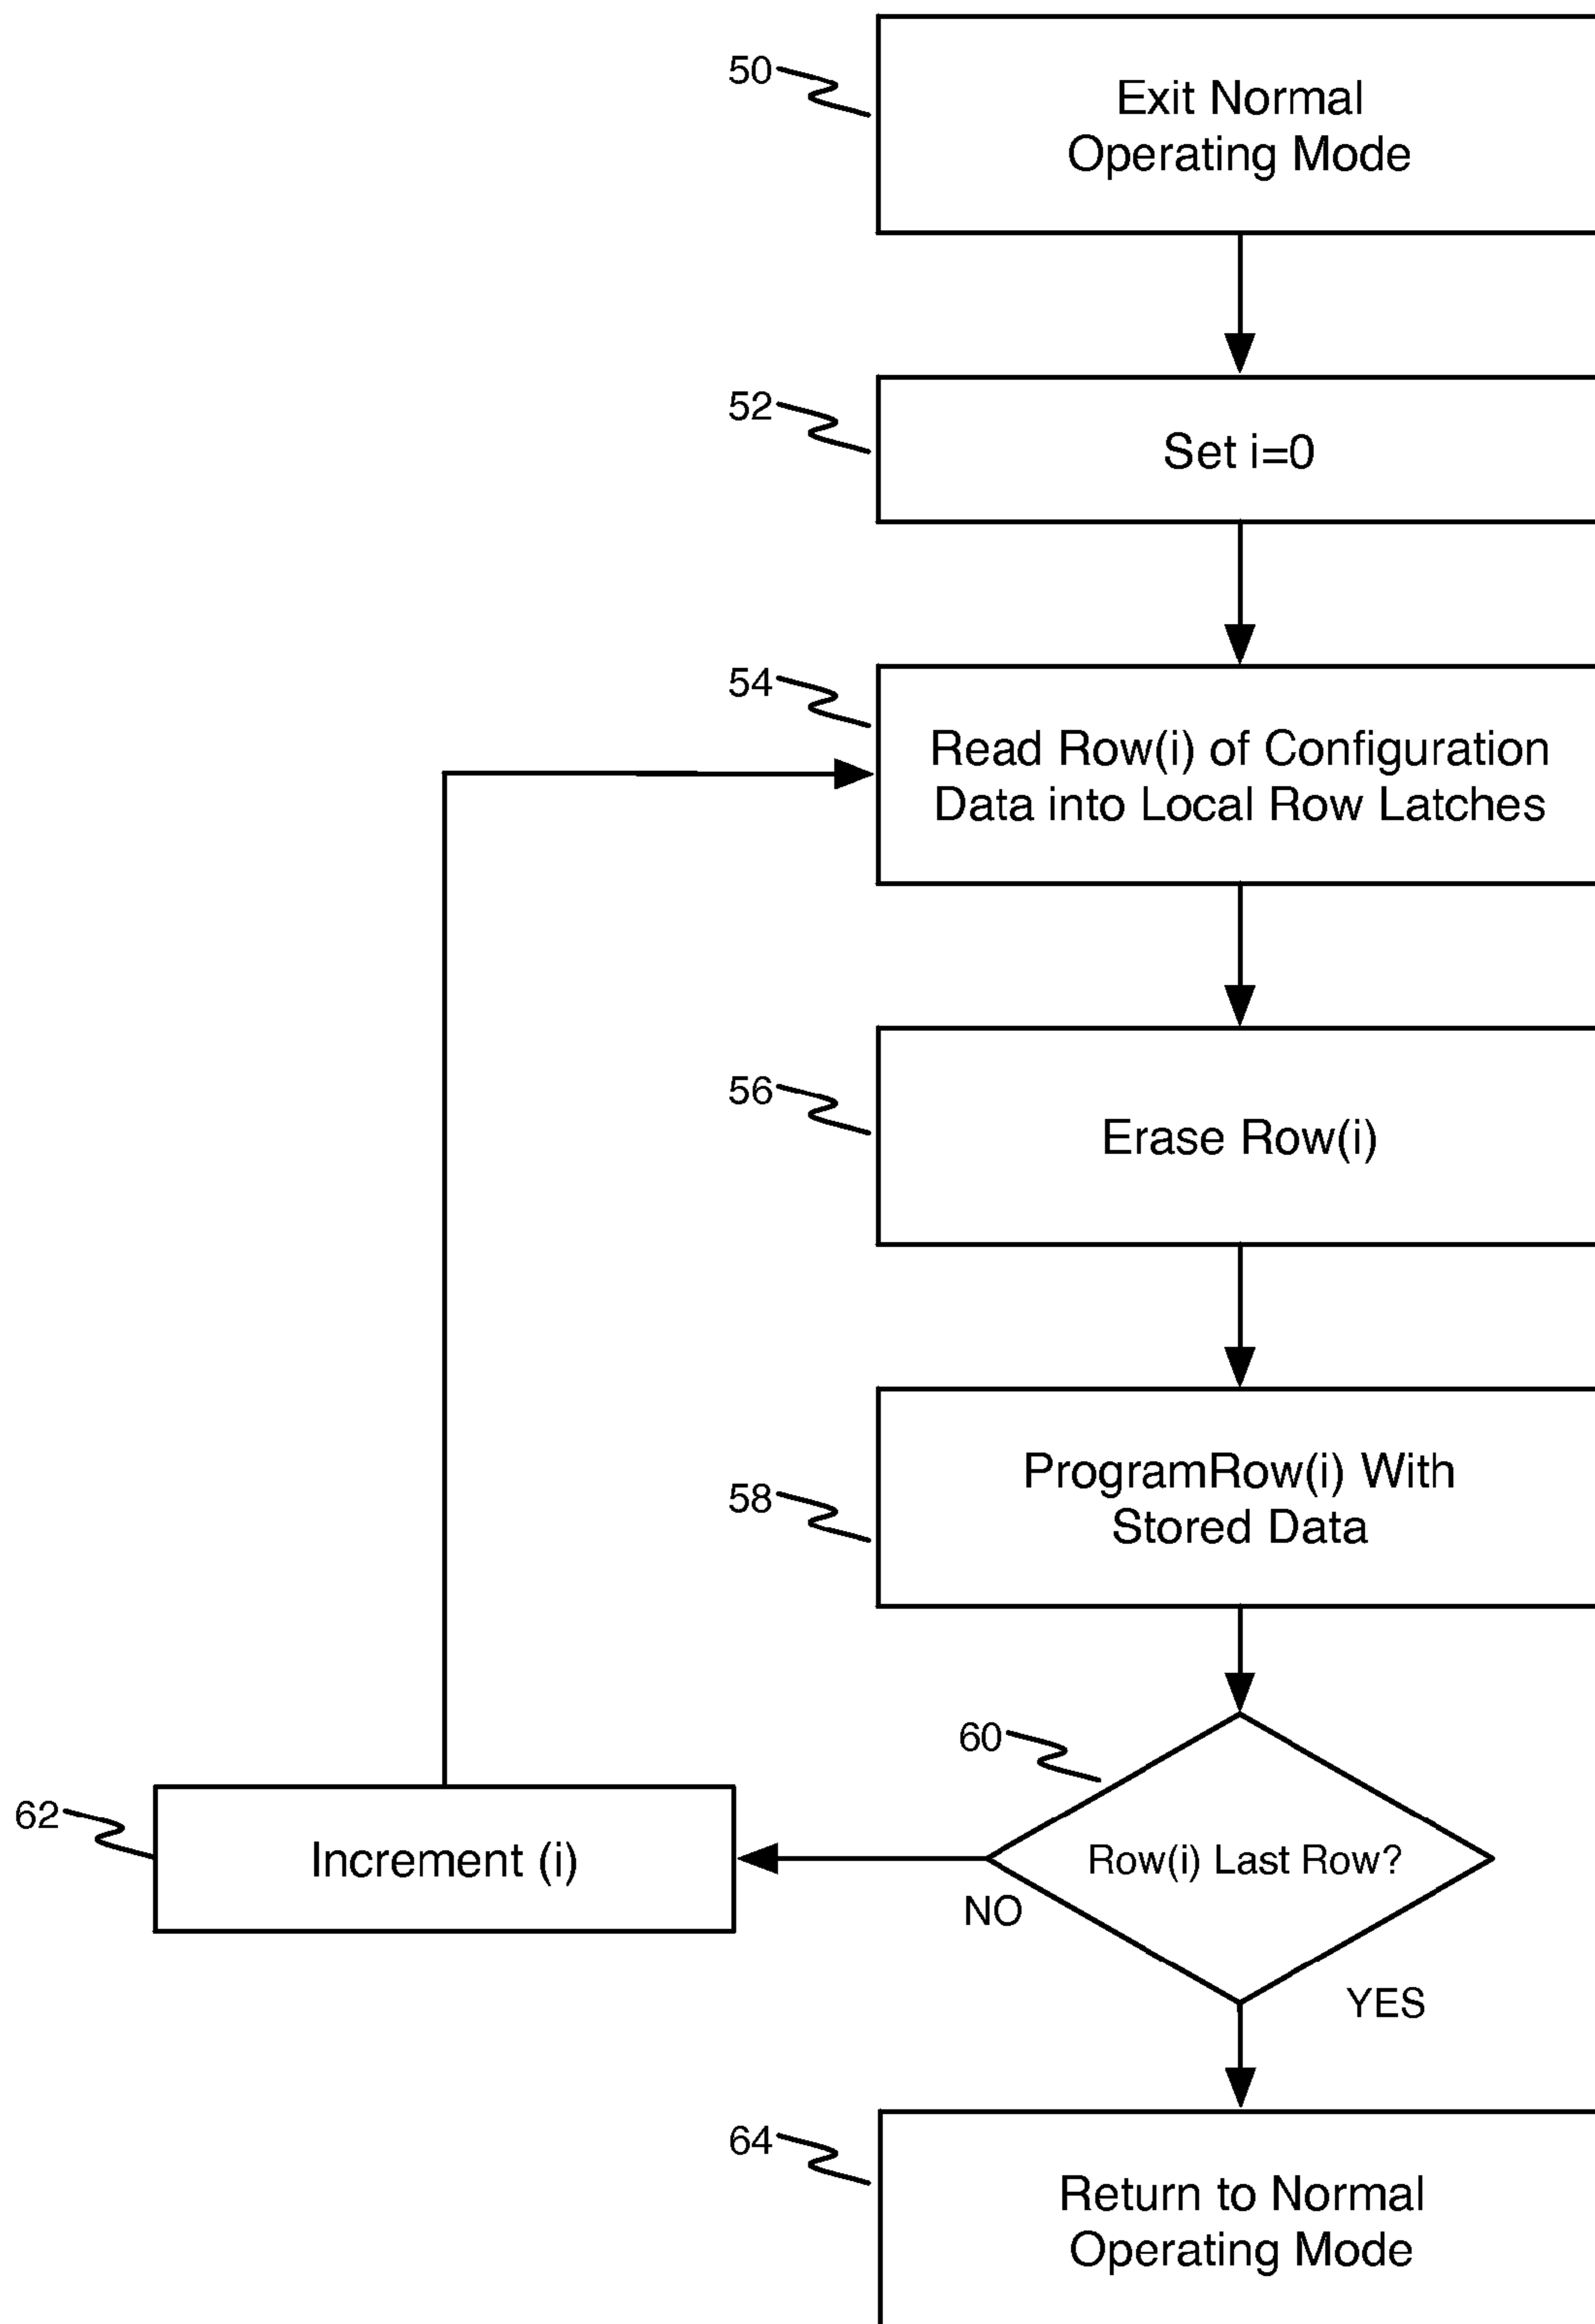 50
Exit Normal
Operating Mode
52
Set i=0
54
Read Row(i) of Configuration
Data into Local Row Latches
56
Erase Row(i)
58
ProgramRow(i) With
Stored Data
60
Row(i) Last Row?
62
Increment (i)
NO
YES
64
Return to Normal
Operating Mode